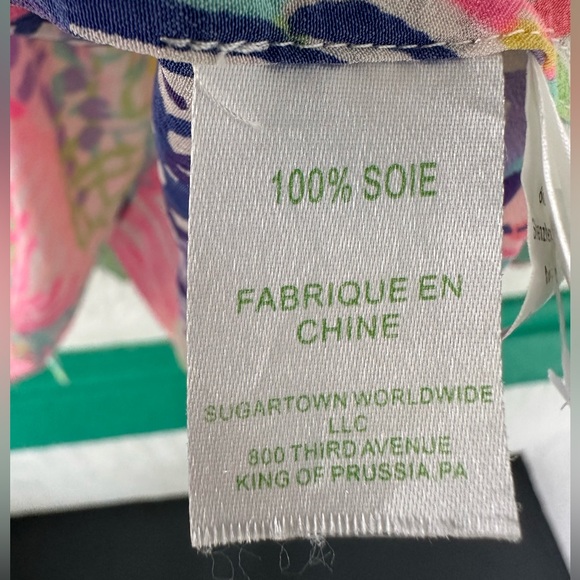 100% SOIE
FABRIQUE EN
CHINE
SUGARTOWN WORLDWIDE
LLC
800 THIRD AVENUE
KING OF PRUSSIA, PA